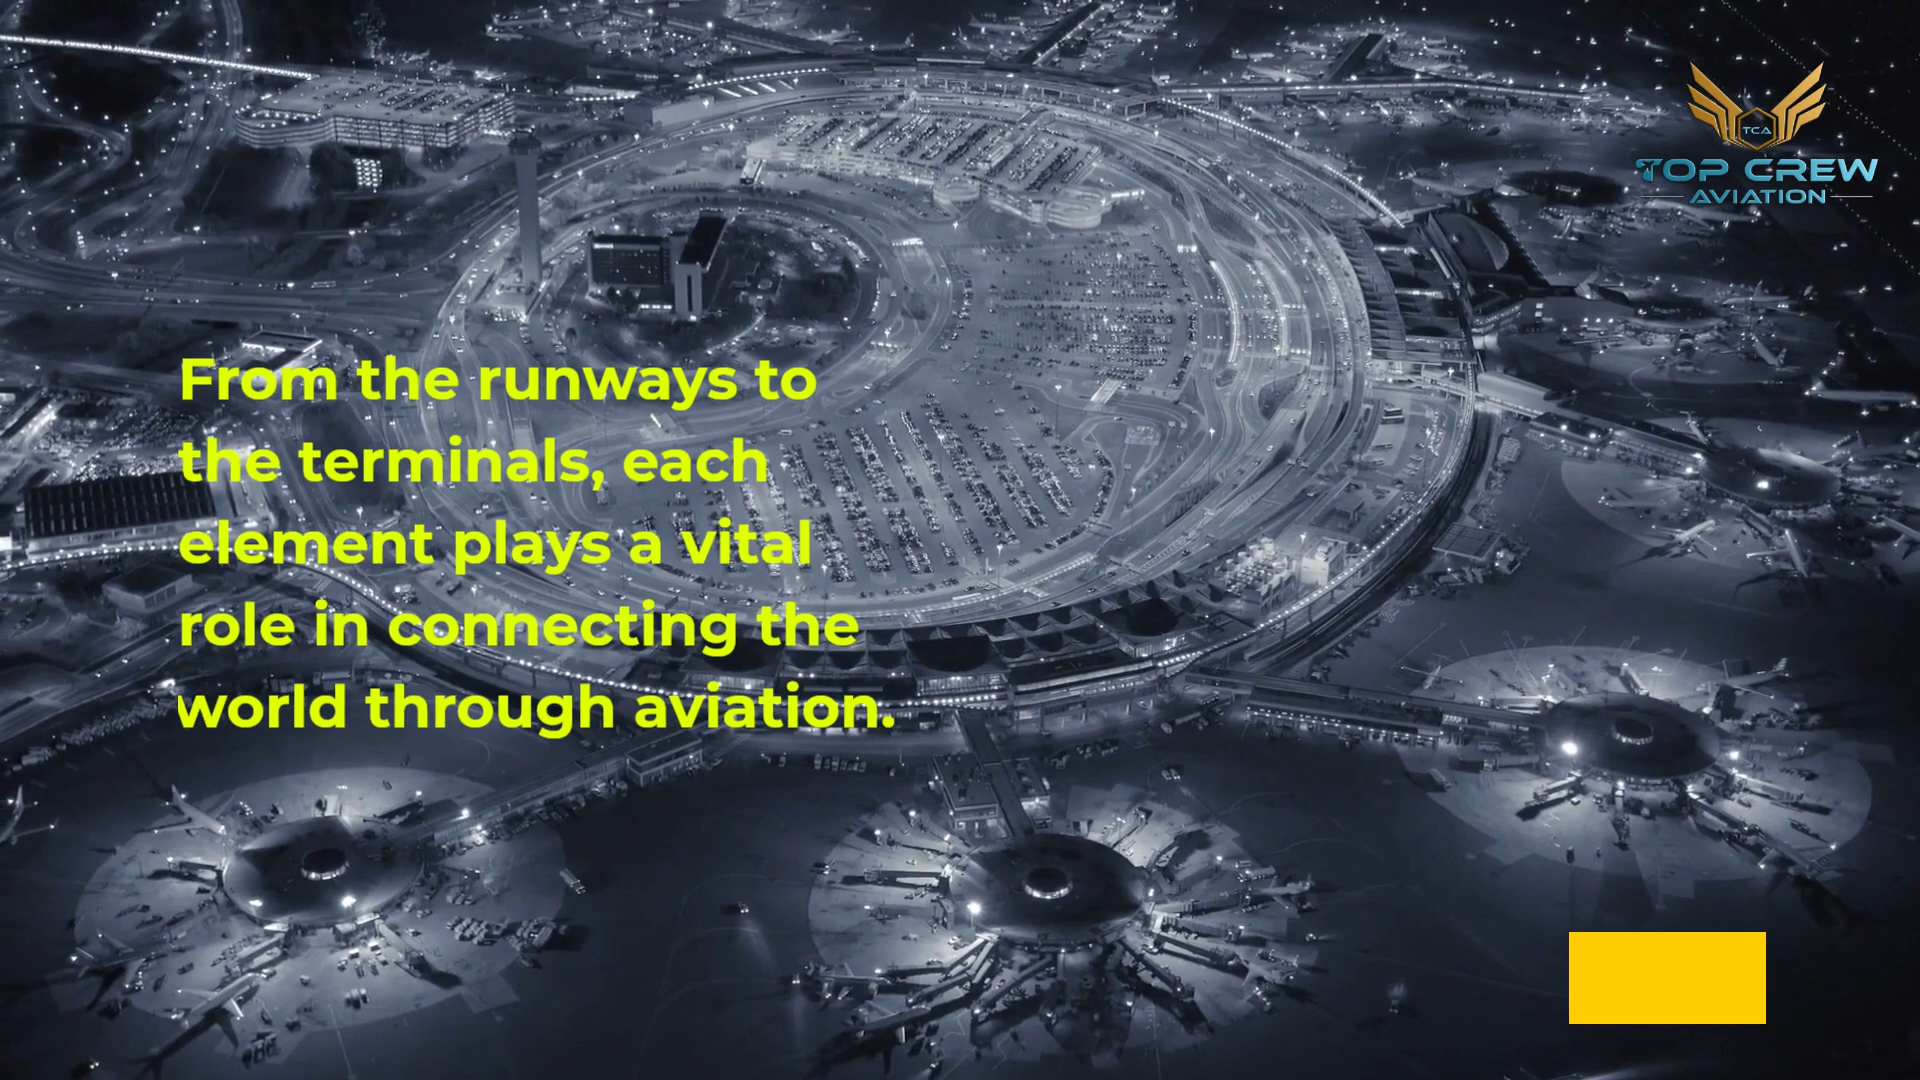 TCA
TOP CREW
AVIATION
From the runways to
the terminals, each
element plays a vital
role in connecting the
world through aviation.